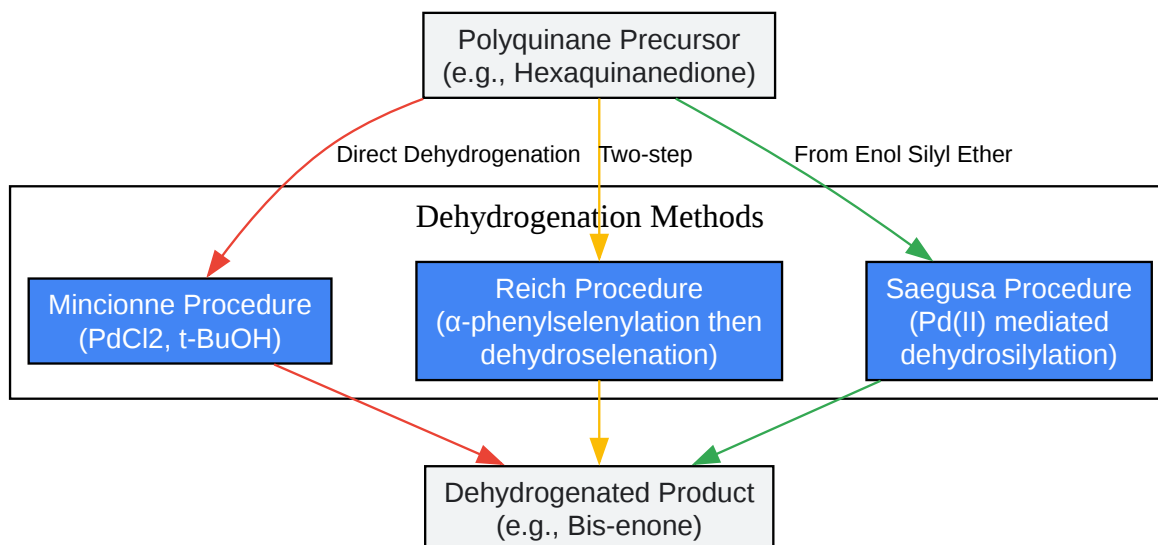 Polyquinane Precursor
(e.g., Hexaquinanedione)
Direct Dehydrogenation
Two-step
From Enol Silyl Ether
Dehydrogenation Methods
Mincionne Procedure
(PdCl2, t-BuOH)
Reich Procedure
(α-phenylselenylation then
dehydroselenation)
Saegusa Procedure
(Pd(II) mediated
dehydrosilylation)
Dehydrogenated Product
(e.g., Bis-enone)